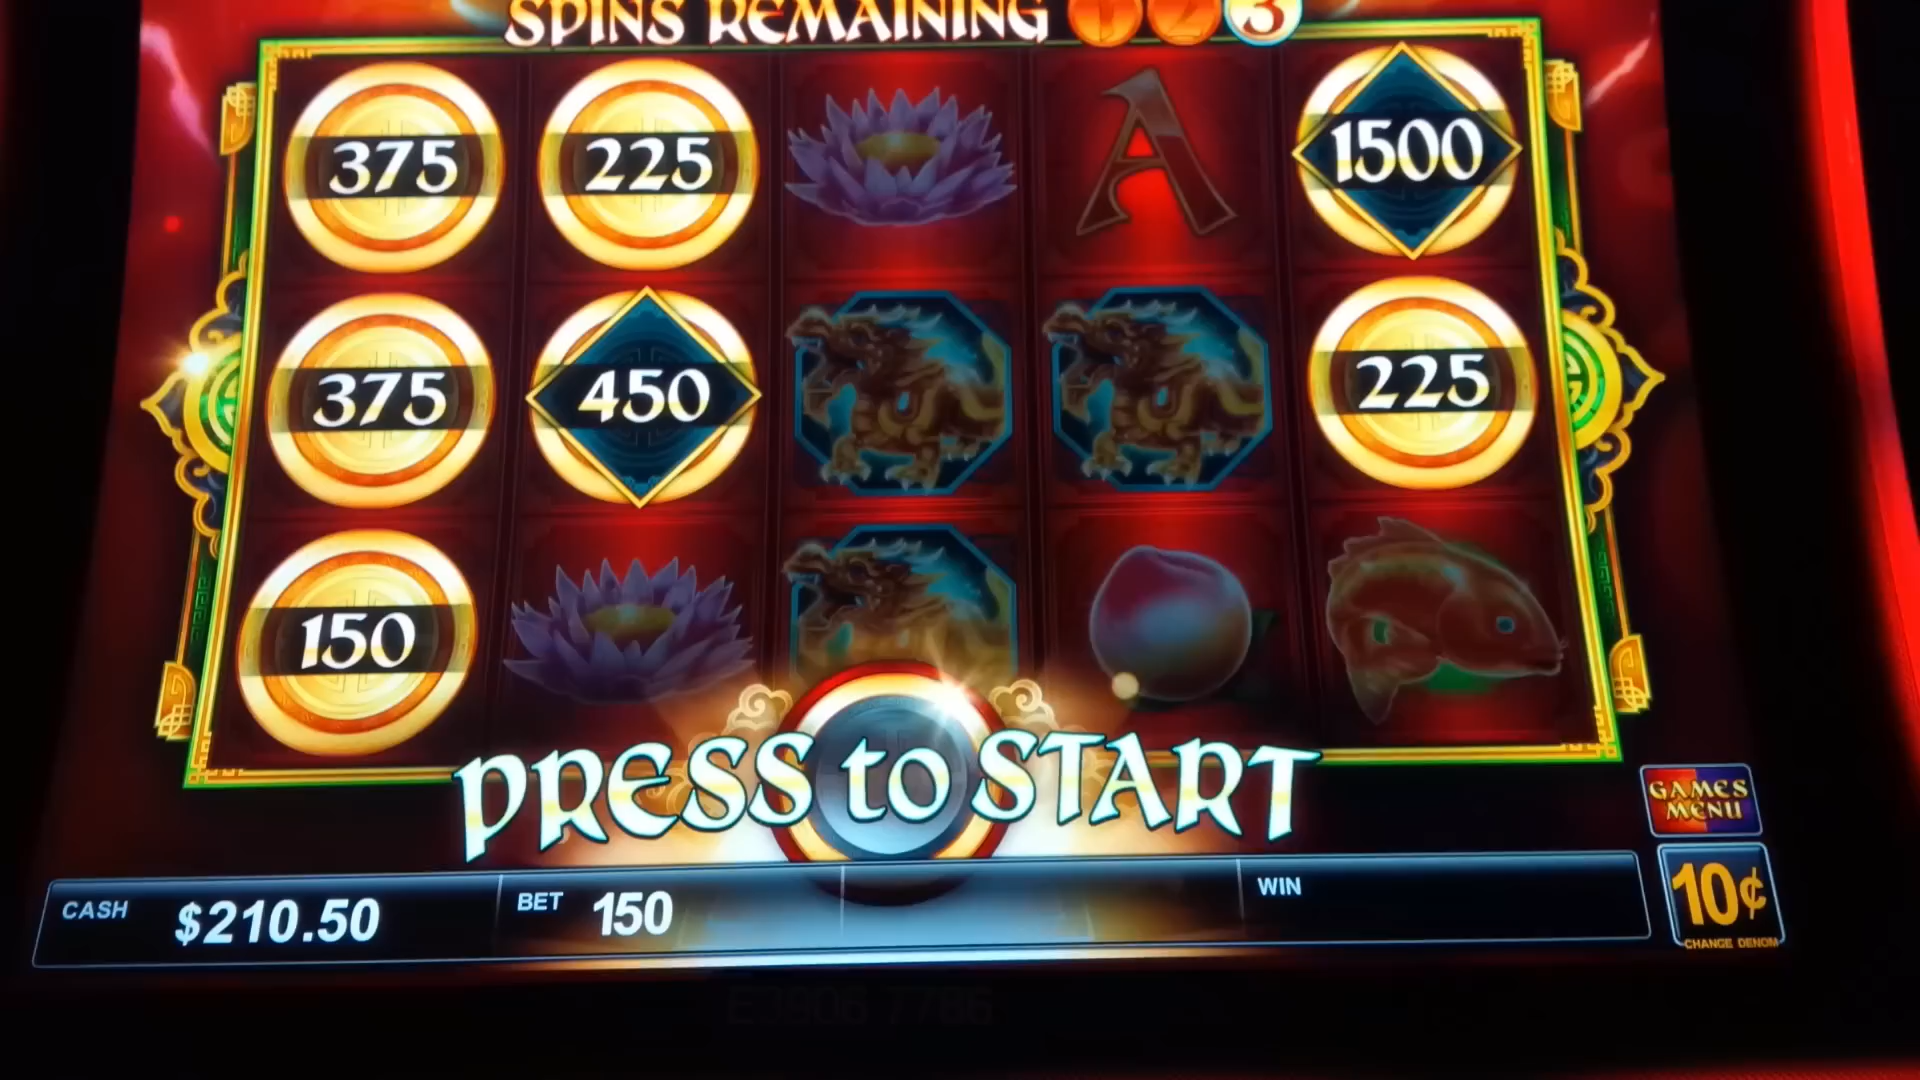 SPINS REMAINING 1 2 3
375 225 A 1500
375 450 225
150
PRESS to START
GAMES
MENU
CASH $210.50 BET 150 WIN
10¢
CHANGE DENOM